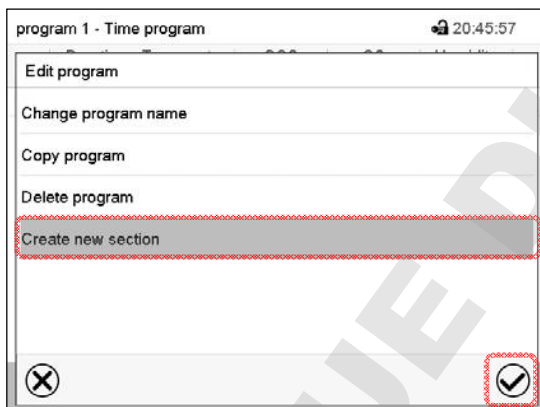 program 1 - Time program 20:45:57
Edit program
Change program name
Copy program
Delete program
Create new section